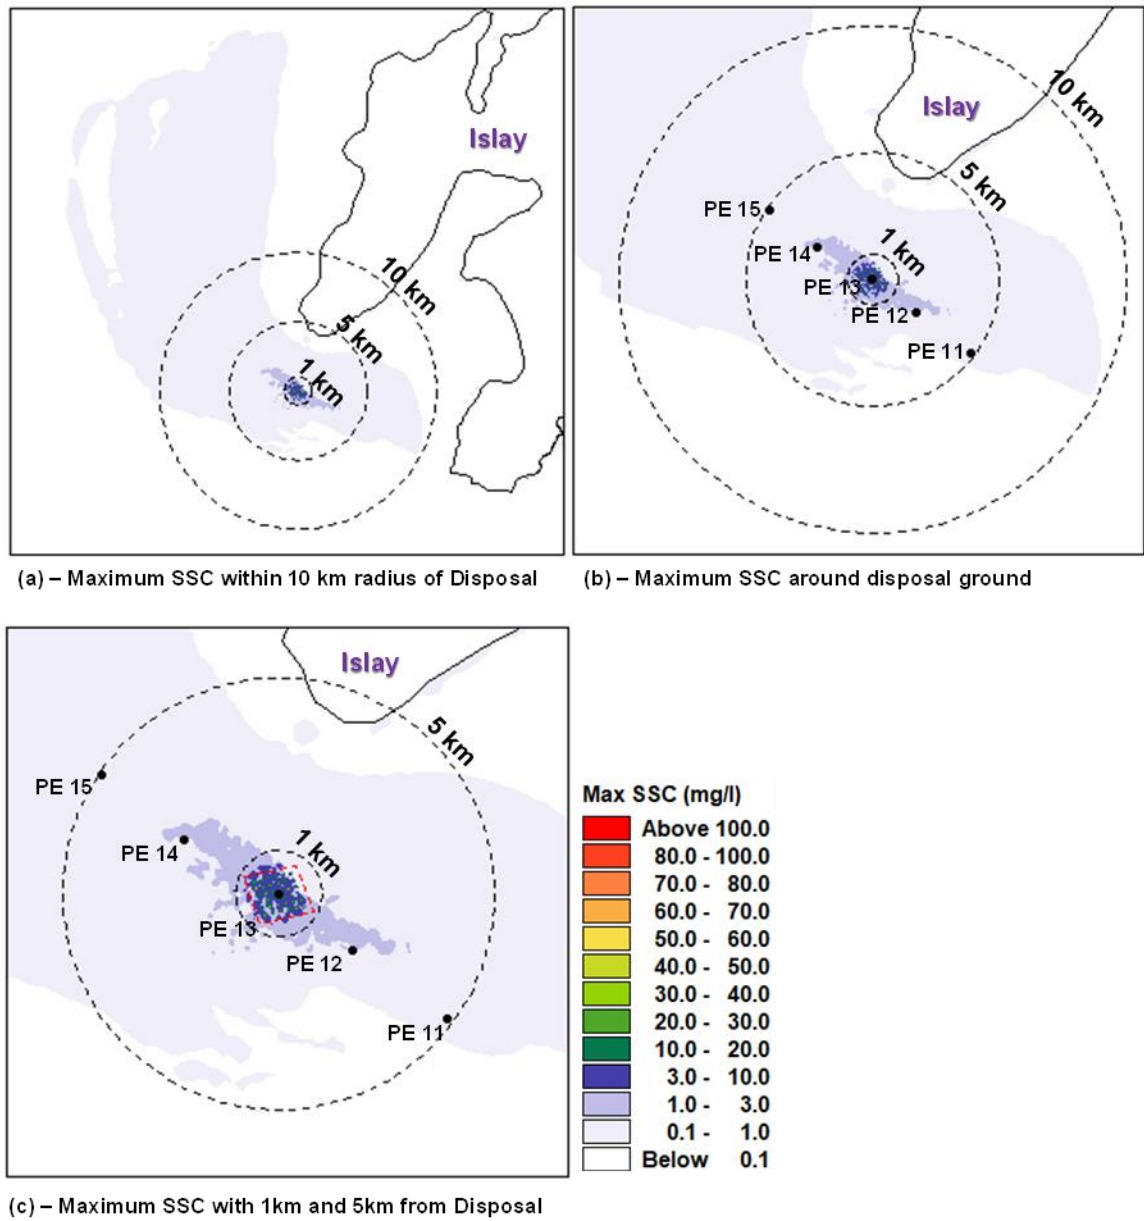 Islay
10 km
5 km
1 km
(a) – Maximum SSC within 10 km radius of Disposal
Islay
10 km
5 km
PE 15
1 km
PE 14
PE 13
PE 12
PE 11
(b) – Maximum SSC around disposal ground
Islay
5 km
PE 15
1 km
PE 14
PE 13
PE 12
PE 11
(c) – Maximum SSC with 1km and 5km from Disposal
Max SSC (mg/l)
Above 100.0
80.0 - 100.0
70.0 - 80.0
60.0 - 70.0
50.0 - 60.0
40.0 - 50.0
30.0 - 40.0
20.0 - 30.0
10.0 - 20.0
3.0 - 10.0
1.0 - 3.0
0.1 - 1.0
Below 0.1